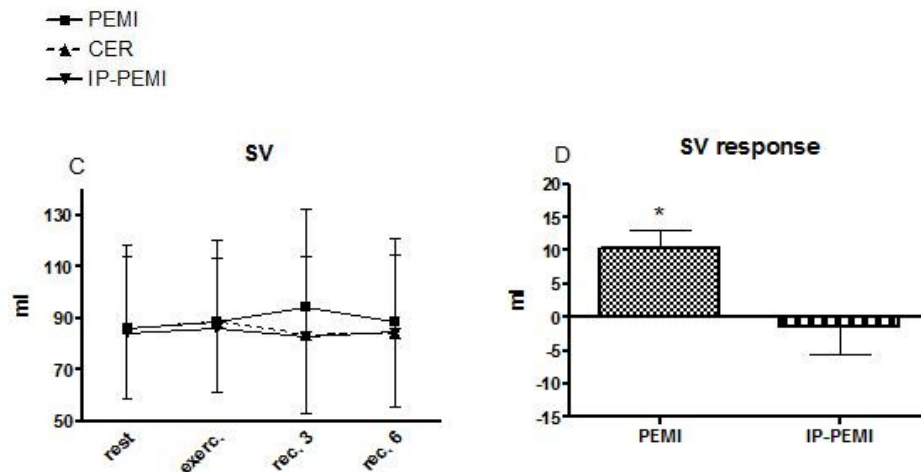 PEMI
CER
IP-PEMI
C
SV
130
110
90
70
50
ml
rest
exerc.
rec. 3
rec. 6
D
SV response
*
20
15
10
5
0
-5
-10
-15
ml
PEMI
IP-PEMI